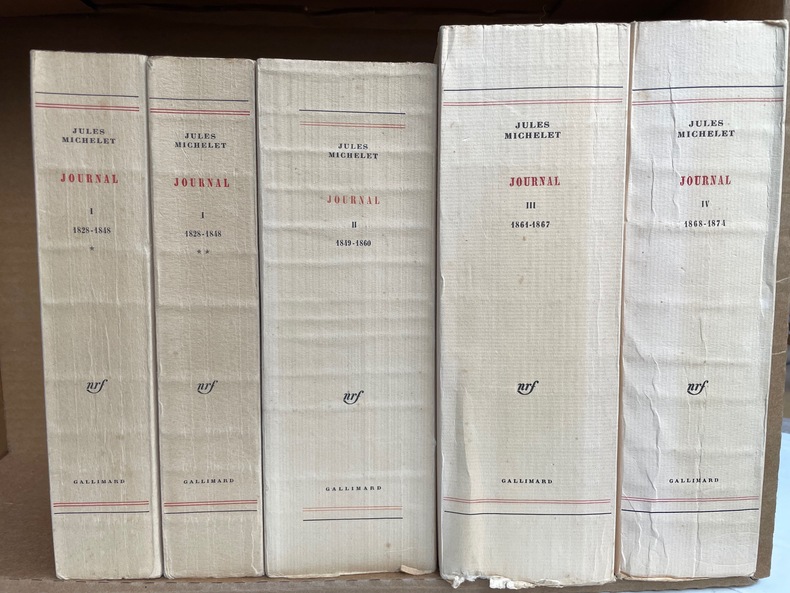 JULES
MICHELET
JOURNAL
I
1828-1848
*
nrf
GALLIMARD
JULES
MICHELET
JOURNAL
I
1828-1848
**
nrf
GALLIMARD
JULES
MICHELET
JOURNAL
II
1849-1860
nrf
GALLIMARD
JULES
MICHELET
JOURNAL
III
1861-1867
nrf
GALLIMARD
JULES
MICHELET
JOURNAL
IV
1868-1874
nrf
GALLIMARD